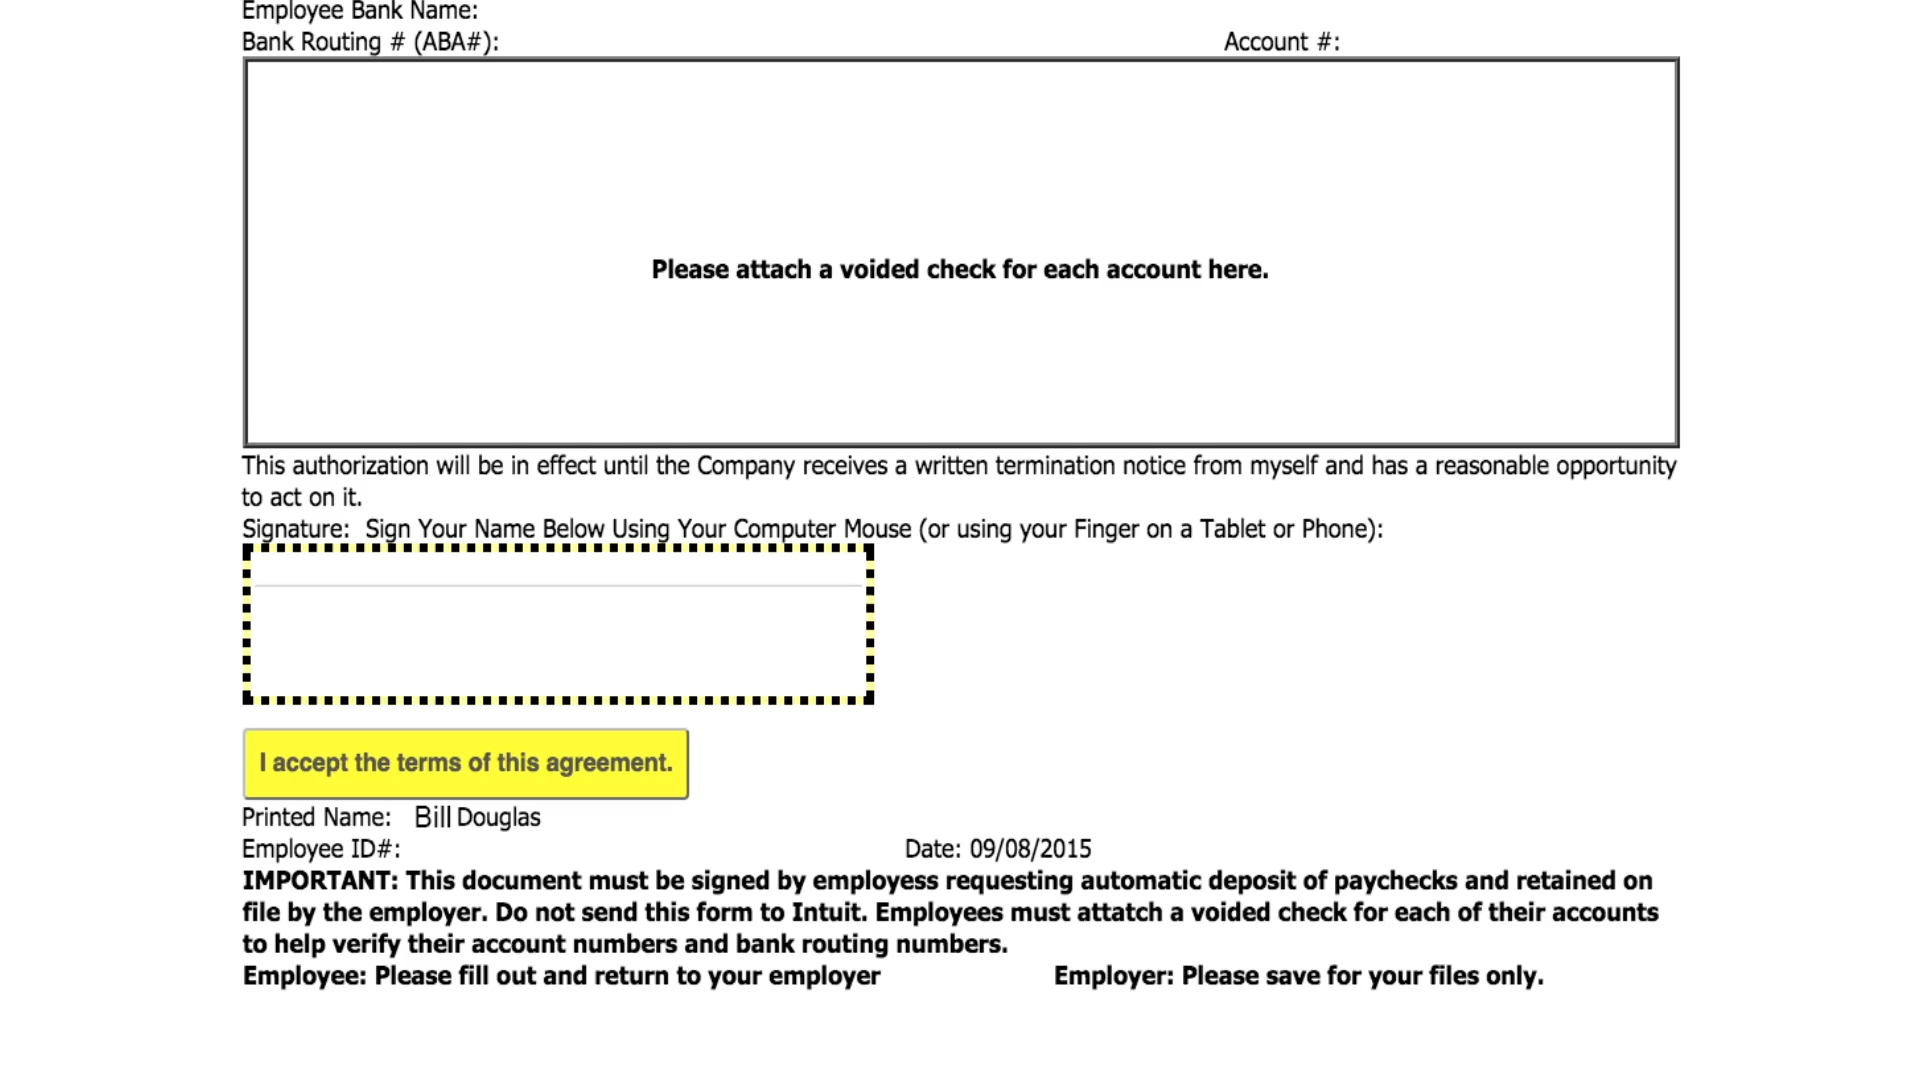 Employee Bank Name:
Bank Routing # (ABA#): Account #:
Please attach a voided check for each account here.
This authorization will be in effect until the Company receives a written termination notice from myself and has a reasonable opportunity
to act on it.
Signature: Sign Your Name Below Using Your Computer Mouse (or using your Finger on a Tablet or Phone):
I accept the terms of this agreement.
Printed Name: Bill Douglas
Employee ID#: Date: 09/08/2015
IMPORTANT: This document must be signed by employess requesting automatic deposit of paychecks and retained on
file by the employer. Do not send this form to Intuit. Employees must attatch a voided check for each of their accounts
to help verify their account numbers and bank routing numbers.
Employee: Please fill out and return to your employer Employer: Please save for your files only.